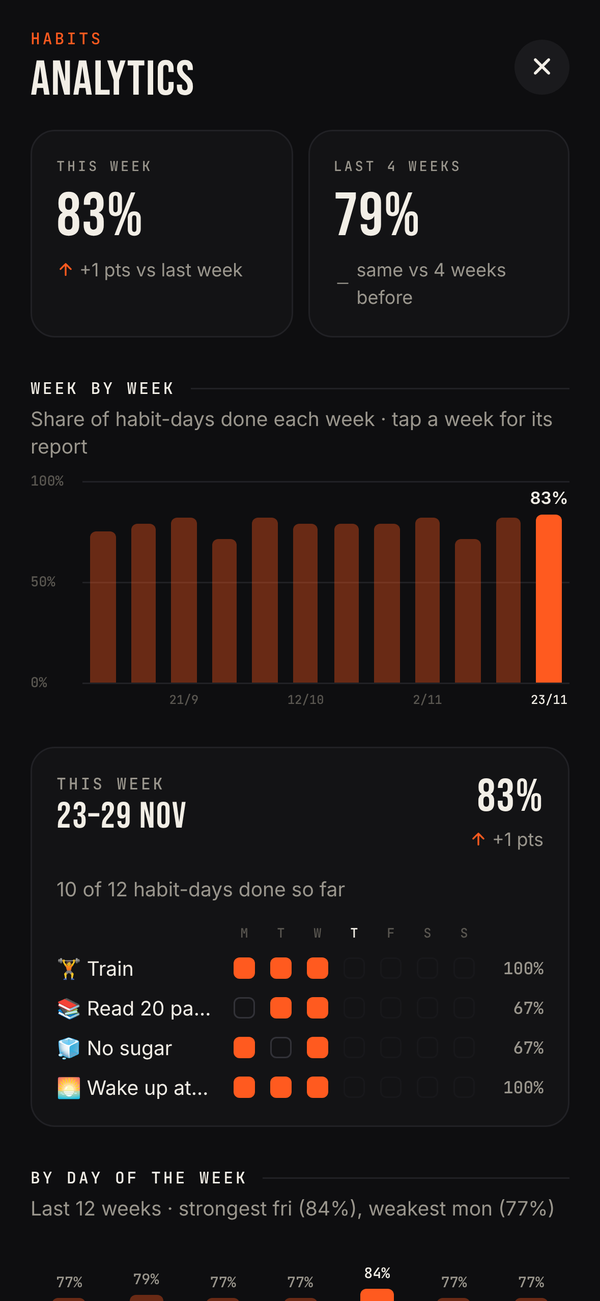 HABITS
ANALYTICS
THIS WEEK
83%
↑ +1 pts vs last week
LAST 4 WEEKS
79%
– same vs 4 weeks
before
WEEK BY WEEK
Share of habit-days done each week · tap a week for its
report
100%
83%
50%
0%
21/9 12/10 2/11 23/11
THIS WEEK
23–29 NOV
83%
↑ +1 pts
10 of 12 habit-days done so far
M T W T F S S
Train 100%
Read 20 pa... 67%
No sugar 67%
Wake up at... 100%
BY DAY OF THE WEEK
Last 12 weeks · strongest fri (84%), weakest mon (77%)
77% 79% 77% 77% 84% 77% 77%